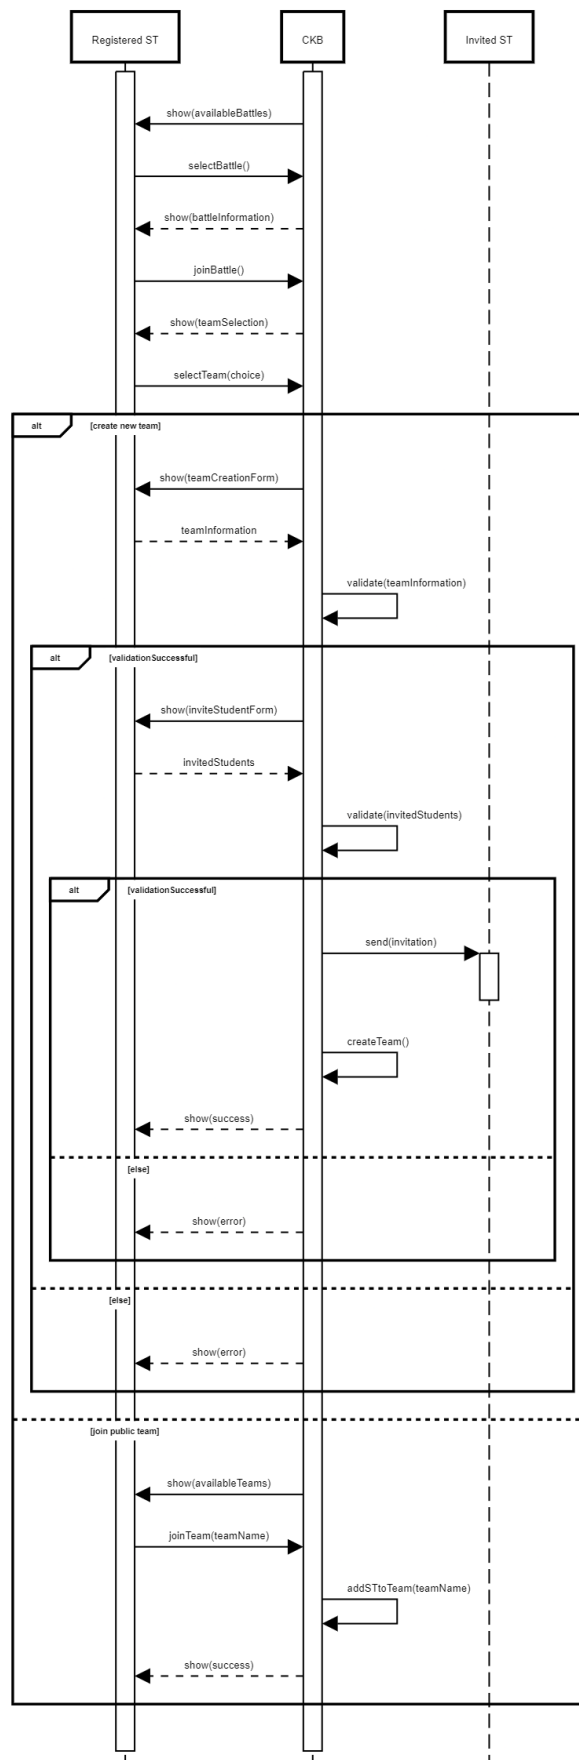 Registered ST
CKB
Invited ST
show(availableBattles)
selectBattle()
show(battleInformation)
joinBattle()
show(teamSelection)
selectTeam(choice)
alt
[create new team]
show(teamCreationForm)
teamInformation
validate(teamInformation)
alt
[validationSuccessful]
show(inviteStudentForm)
invitedStudents
validate(invitedStudents)
alt
[validationSuccessful]
send(invitation)
createTeam()
show(success)
[else]
show(error)
[else]
show(error)
[join public team]
show(availableTeams)
joinTeam(teamName)
addSTtoTeam(teamName)
show(success)